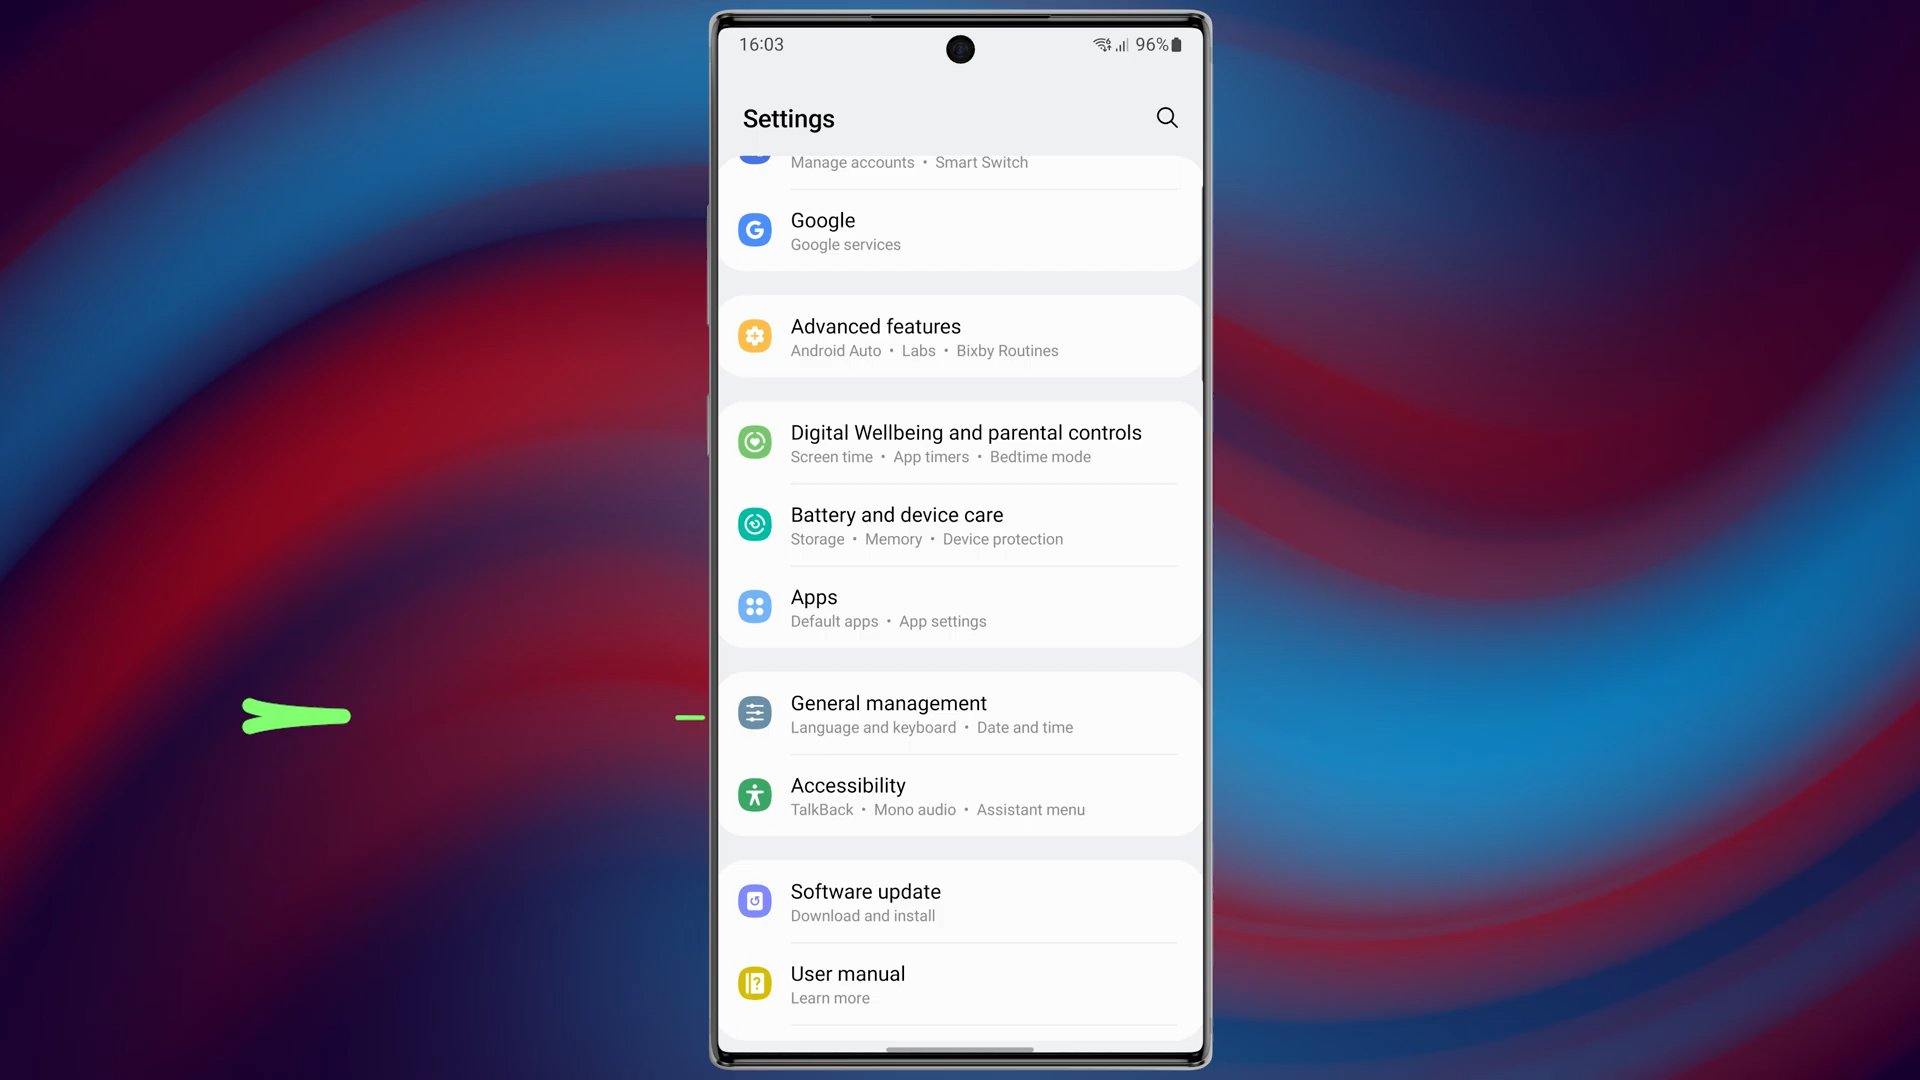 16:03
96%
Settings
Manage accounts • Smart Switch
Google
Google services
Advanced features
Android Auto • Labs • Bixby Routines
Digital Wellbeing and parental controls
Screen time • App timers • Bedtime mode
Battery and device care
Storage • Memory • Device protection
Apps
Default apps • App settings
General management
Language and keyboard • Date and time
Accessibility
TalkBack • Mono audio • Assistant menu
Software update
Download and install
User manual
Learn more